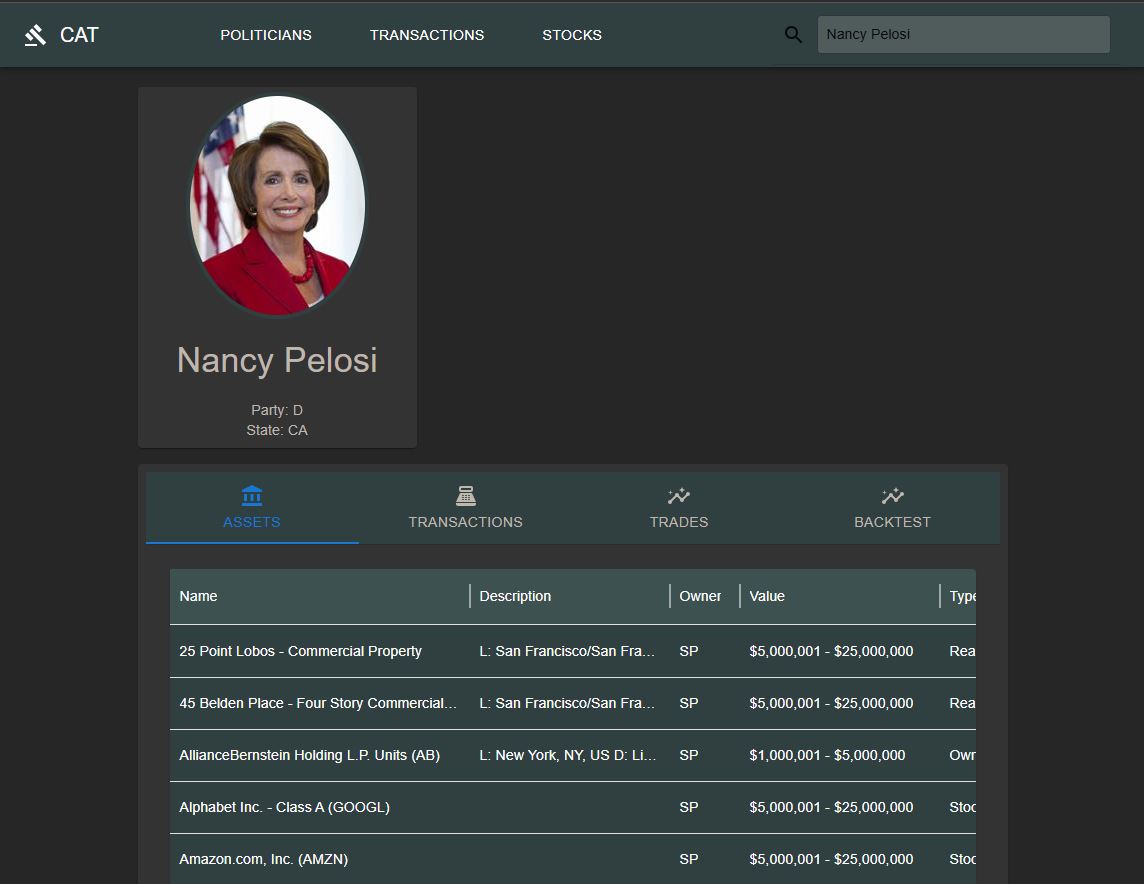 CAT POLITICIANS TRANSACTIONS STOCKS Nancy Pelosi
Nancy Pelosi
Party: D
State: CA
ASSETS TRANSACTIONS TRADES BACKTEST
Name Description Owner Value Type
25 Point Lobos - Commercial Property L: San Francisco/San Fra... SP $5,000,001 - $25,000,000 Rea
45 Belden Place - Four Story Commercial... L: San Francisco/San Fra... SP $5,000,001 - $25,000,000 Rea
AllianceBernstein Holding L.P. Units (AB) L: New York, NY, US D: Li... SP $1,000,001 - $5,000,000 Own
Alphabet Inc. - Class A (GOOGL) SP $5,000,001 - $25,000,000 Stoc
Amazon.com, Inc. (AMZN) SP $5,000,001 - $25,000,000 Stoc